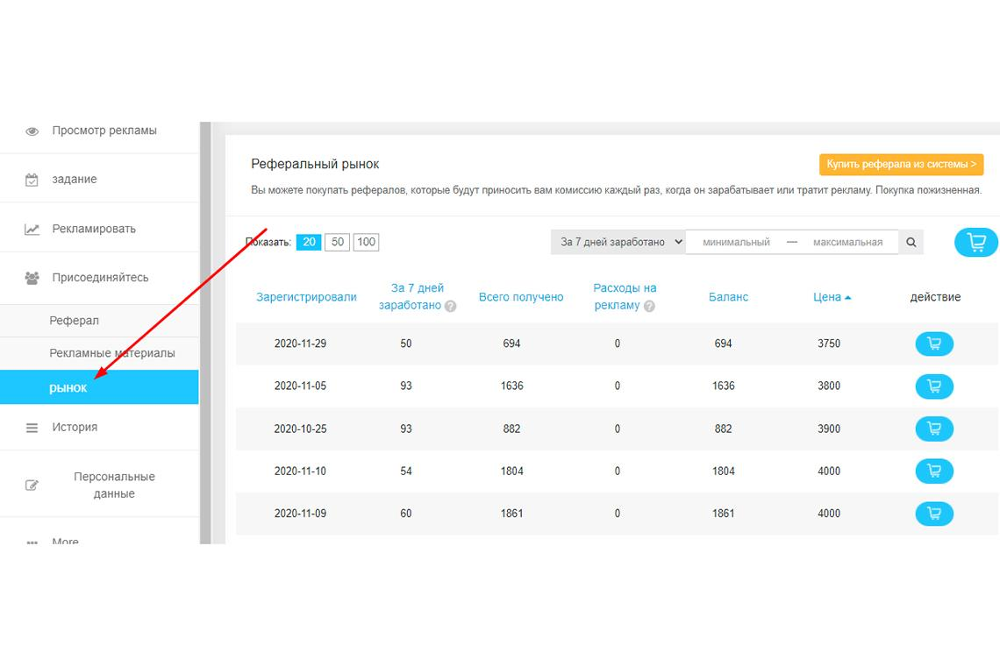 Просмотр рекламы
задание
Рекламировать
Присоединяйтесь
Реферал
Рекламные материалы
рынок
История
Персональные
данные
More
Реферальный рынок
Купить реферала из системы >
Вы можете покупать рефералов, которые будут приносить вам комиссию каждый раз, когда он зарабатывает или тратит рекламу. Покупка пожизненная.
Показать: 20 50 100
За 7 дней заработано минимальный — максимальная
Зарегистрировали За 7 дней заработано ? Всего получено Расходы на рекламу ? Баланс Цена действие
2020-11-29 50 694 0 694 3750
2020-11-05 93 1636 0 1636 3800
2020-10-25 93 882 0 882 3900
2020-11-10 54 1804 0 1804 4000
2020-11-09 60 1861 0 1861 4000